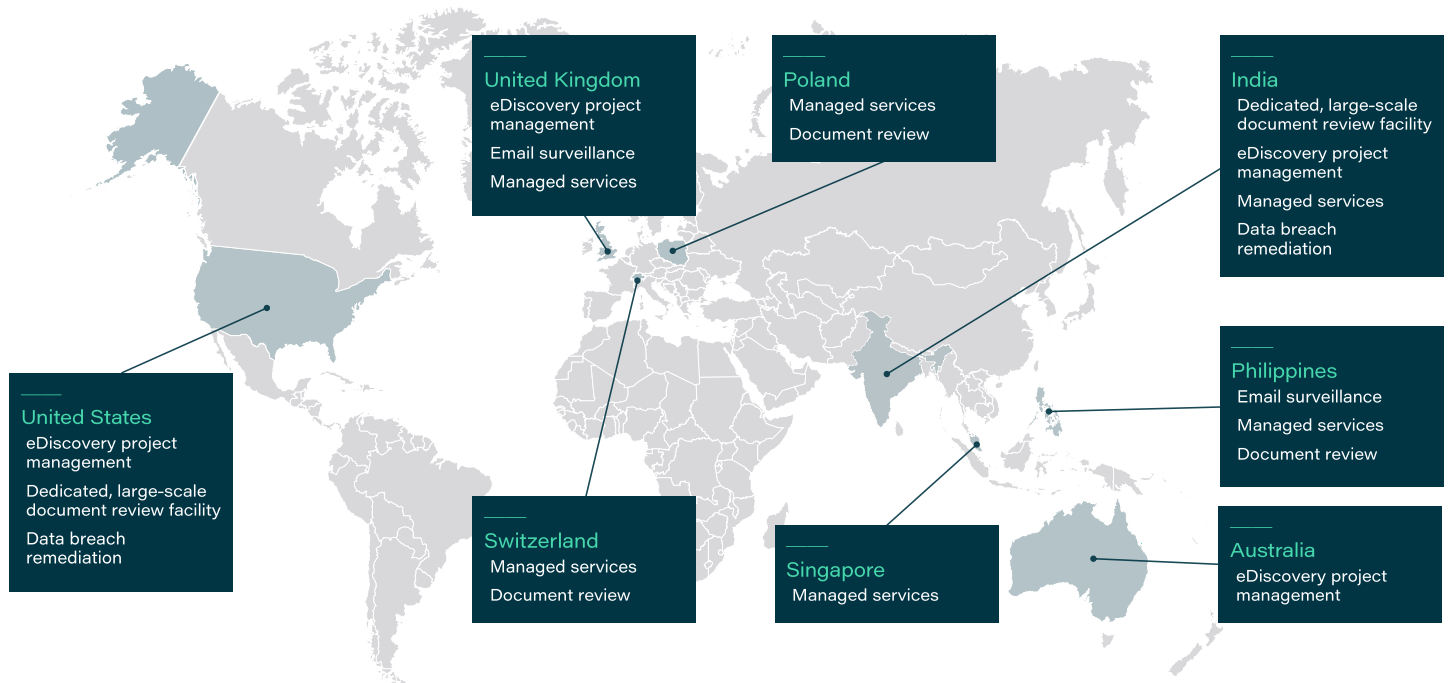 United Kingdom
eDiscovery project
management
Email surveillance
Managed services
Poland
Managed services
Document review
India
Dedicated, large-scale
document review facility
eDiscovery project
management
Managed services
Data breach
remediation
United States
eDiscovery project
management
Dedicated, large-scale
document review facility
Data breach
remediation
Switzerland
Managed services
Document review
Singapore
Managed services
Philippines
Email surveillance
Managed services
Document review
Australia
eDiscovery project
management